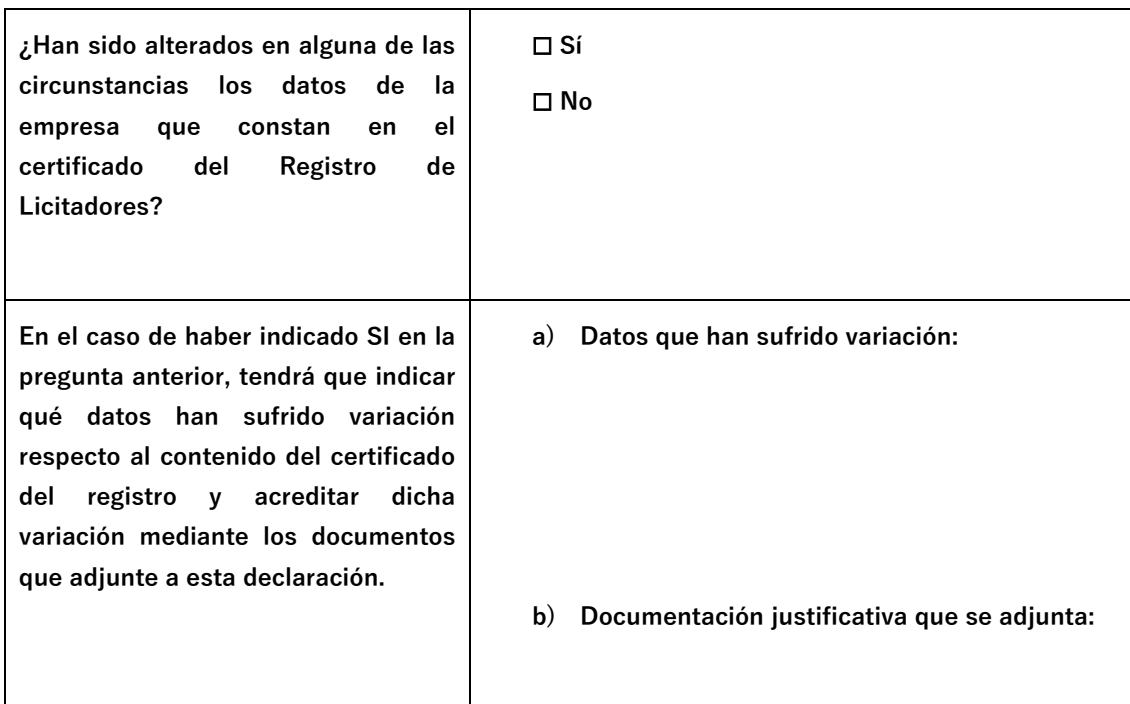 ¿Han sido alterados en alguna de las
circunstancias los datos de la
empresa que constan en el
certificado del Registro de
Licitadores?
☐ Sí
☐ No
En el caso de haber indicado SI en la
pregunta anterior, tendrá que indicar
qué datos han sufrido variación
respecto al contenido del certificado
del registro y acreditar dicha
variación mediante los documentos
que adjunte a esta declaración.
a) Datos que han sufrido variación:
b) Documentación justificativa que se adjunta: